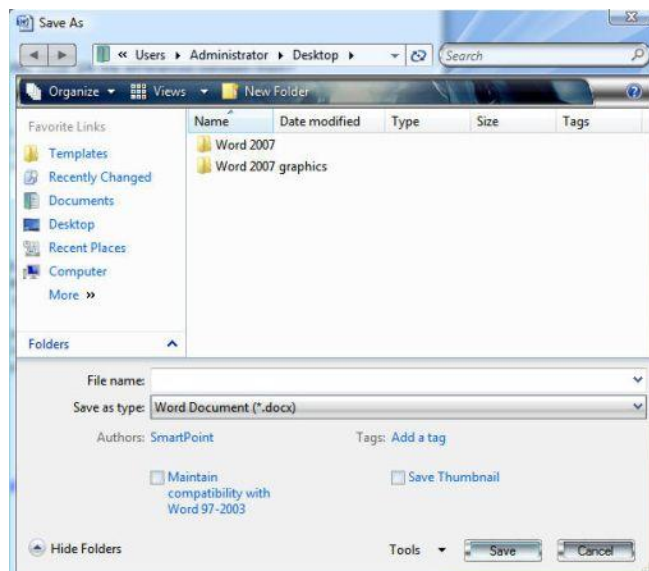 Save As
« Users ▸ Administrator ▸ Desktop ▸ Search
Organize Views New Folder
Favorite Links
Name Date modified Type Size Tags
Templates
Recently Changed
Documents
Desktop
Recent Places
Computer
More »
Word 2007
Word 2007 graphics
Folders
File name:
Save as type: Word Document (*.docx)
Authors: SmartPoint Tags: Add a tag
Maintain
compatibility with
Word 97-2003
Save Thumbnail
Hide Folders Tools Save Cancel